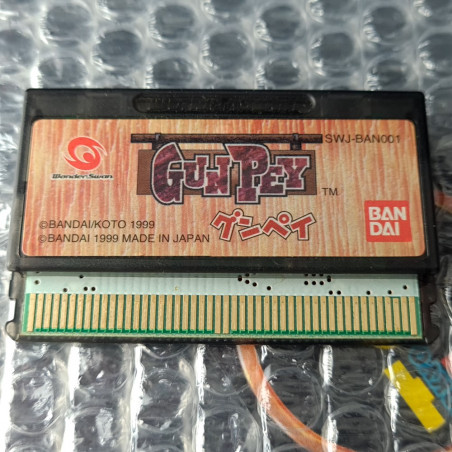 SWJ-BAN001
GUNPEY
TM
WonderSwan
©BANDAI/KOTO 1999
©BANDAI 1999 MADE IN JAPAN
グンペイ
BAN
DAI